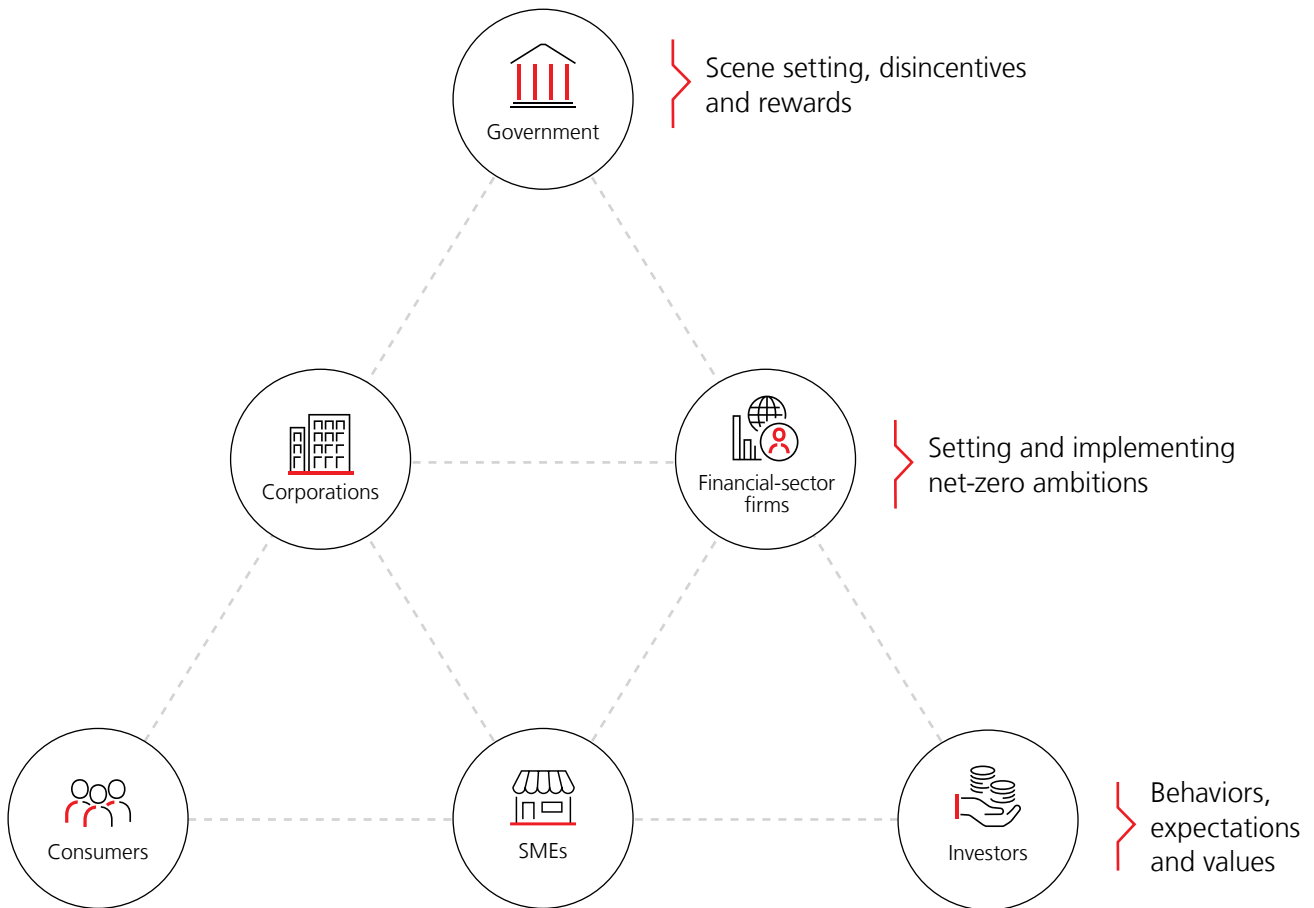 Government
Scene setting, disincentives
and rewards
Corporations
Financial-sector
firms
Setting and implementing
net-zero ambitions
Consumers
SMEs
Investors
Behaviors,
expectations
and values